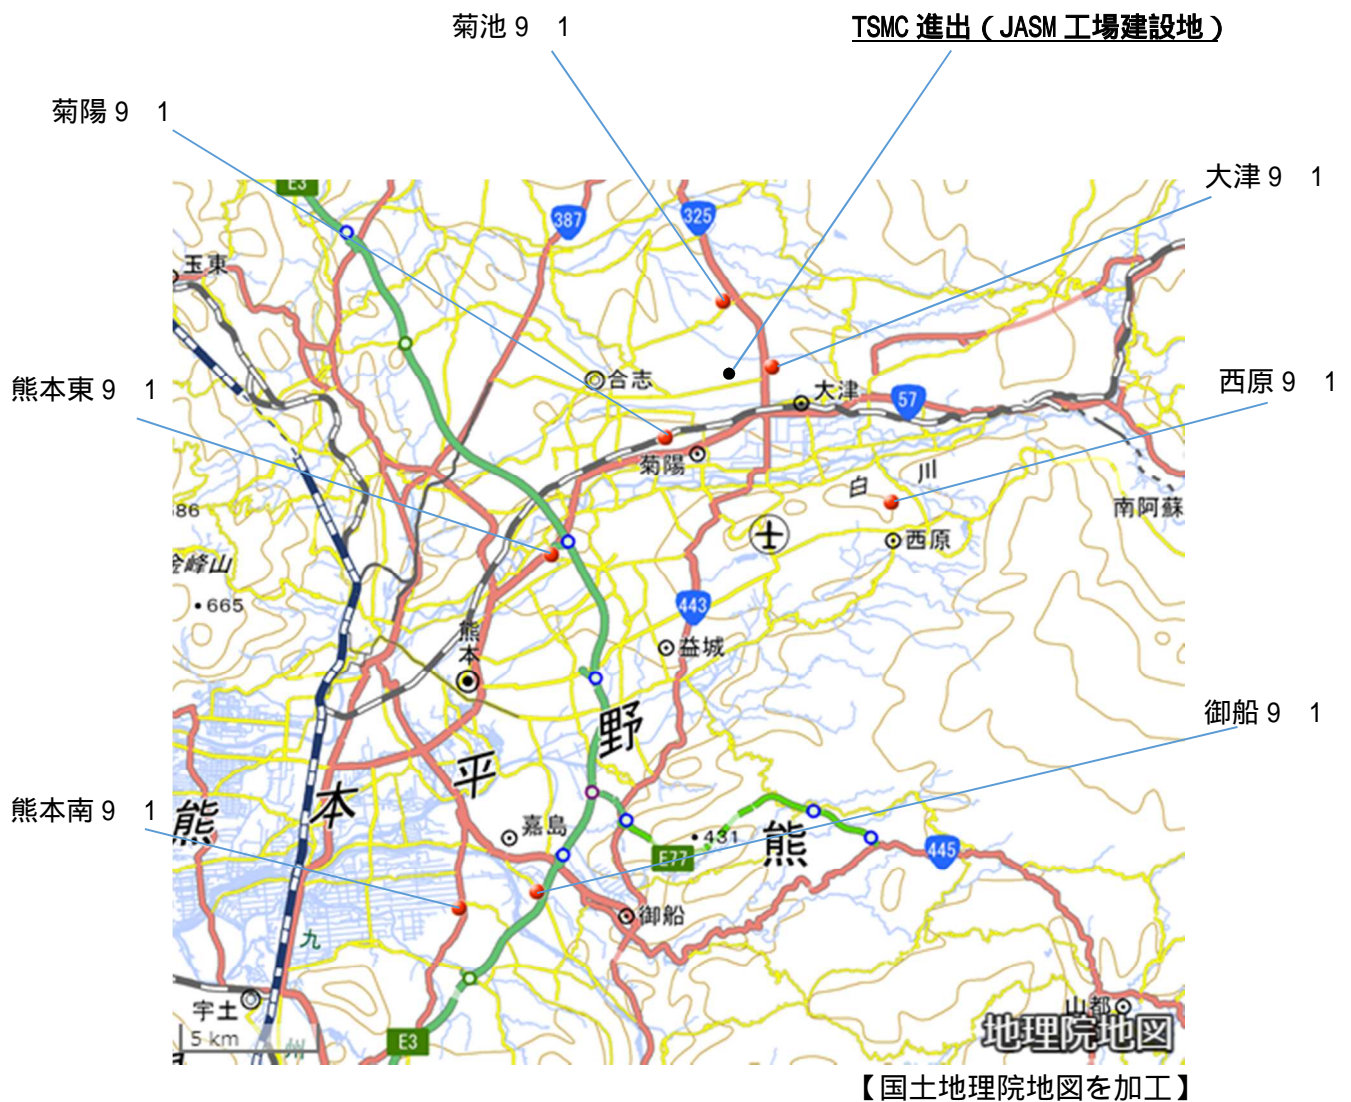 菊池9 1
TSMC 進出(JASM 工場建設地)
菊陽9 1
大津9 1
E3
387
325
玉東
熊本東9 1
合志
大津
57
西原9 1
菊陽
白
川
南阿蘇
86
西原
金峰山
665
443
熊本
益城
野
御船9 1
平
熊本南9 1
熊
本
嘉島
431
熊
E77
445
御船
九
宇土
山都
5 km
E3
州
地理院地図
【国土地理院地図を加工】